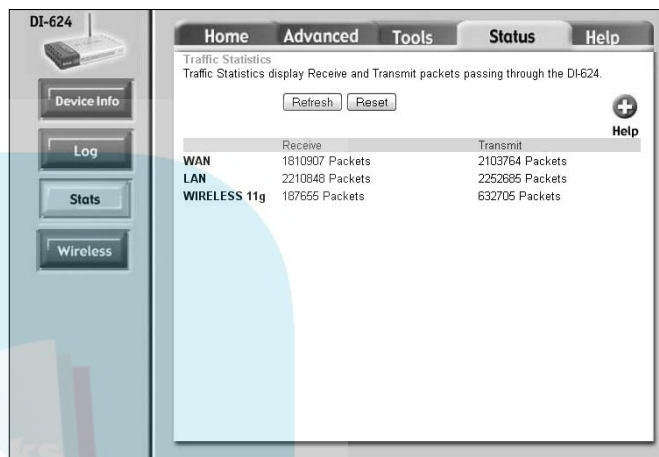 DI-624
Home Advanced Tools Status Help
Device Info
Log
Stats
Wireless
Traffic Statistics
Traffic Statistics display Receive and Transmit packets passing through the DI-624.
Refresh Reset
Help
Receive Transmit
WAN 1810907 Packets 2103764 Packets
LAN 2210848 Packets 2252685 Packets
WIRELESS 11g 187655 Packets 632705 Packets